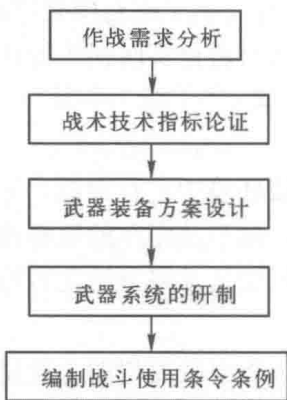 作战需求分析
战术技术指标论证
武器装备方案设计
武器系统的研制
编制战斗使用条令条例